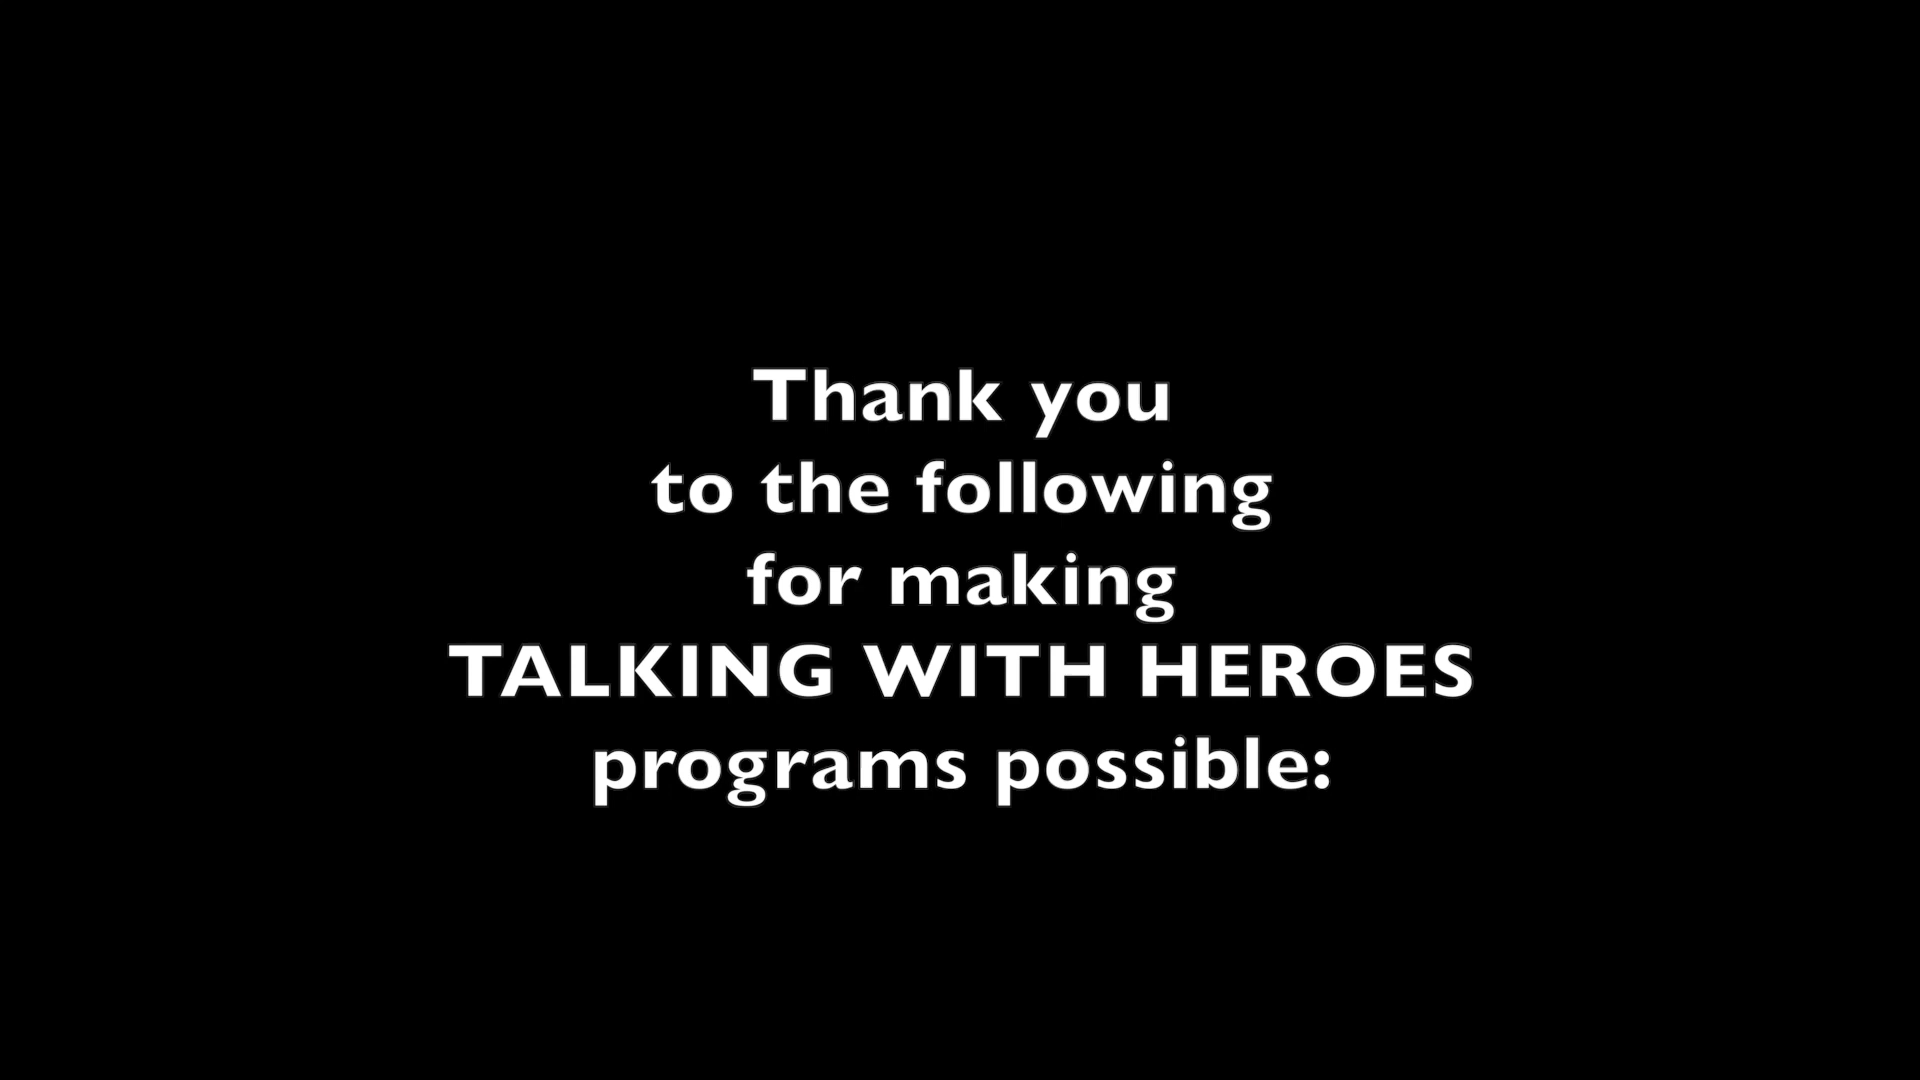 Thank you
to the following
for making
TALKING WITH HEROES
programs possible: